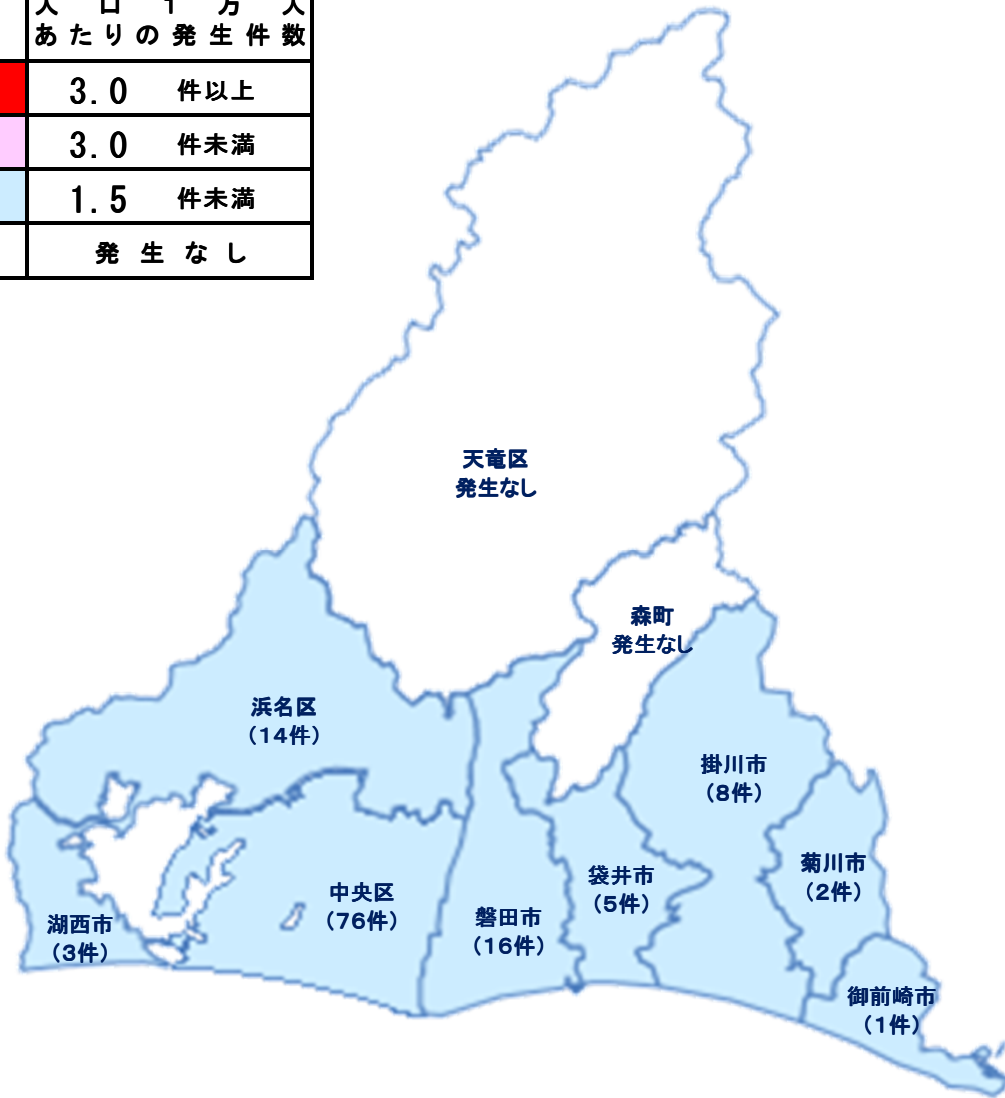 人口1万人
あたりの発生件数
3.0 件以上
3.0 件未満
1.5 件未満
発生なし
天竜区
発生なし
森町
発生なし
浜名区
（14件）
掛川市
（8件）
菊川市
（2件）
袋井市
（5件）
中央区
（76件）
磐田市
（16件）
湖西市
（3件）
御前崎市
（1件）